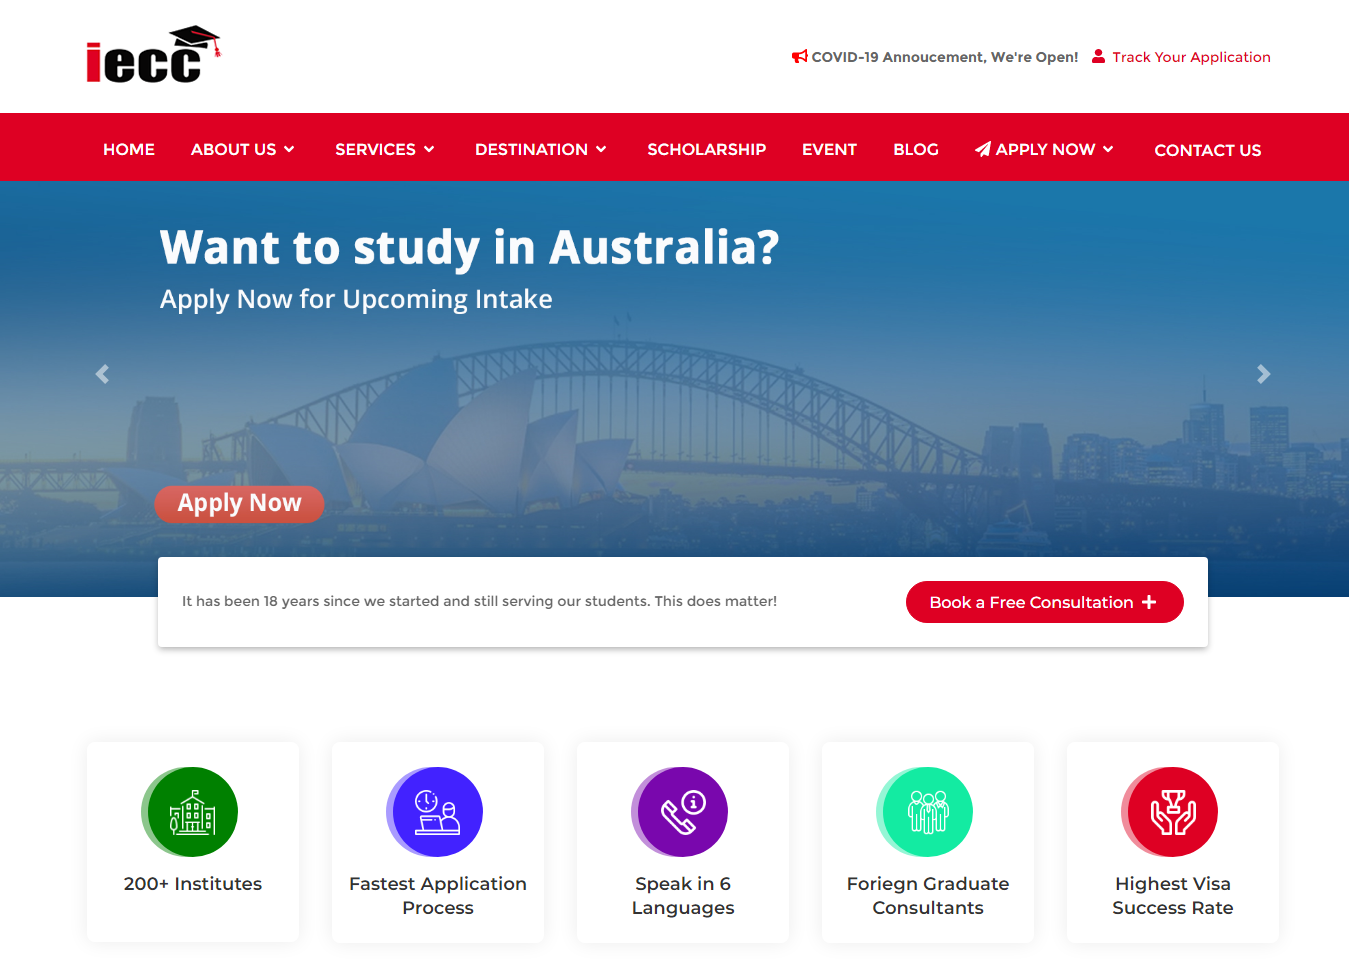 iecc
COVID-19 Annoucement, We're Open! Track Your Application
HOME ABOUT US SERVICES DESTINATION SCHOLARSHIP EVENT BLOG APPLY NOW CONTACT US
Want to study in Australia?
Apply Now for Upcoming Intake
Apply Now
It has been 18 years since we started and still serving our students. This does matter!
Book a Free Consultation
200+ Institutes
Fastest Application
Process
Speak in 6
Languages
Foriegn Graduate
Consultants
Highest Visa
Success Rate